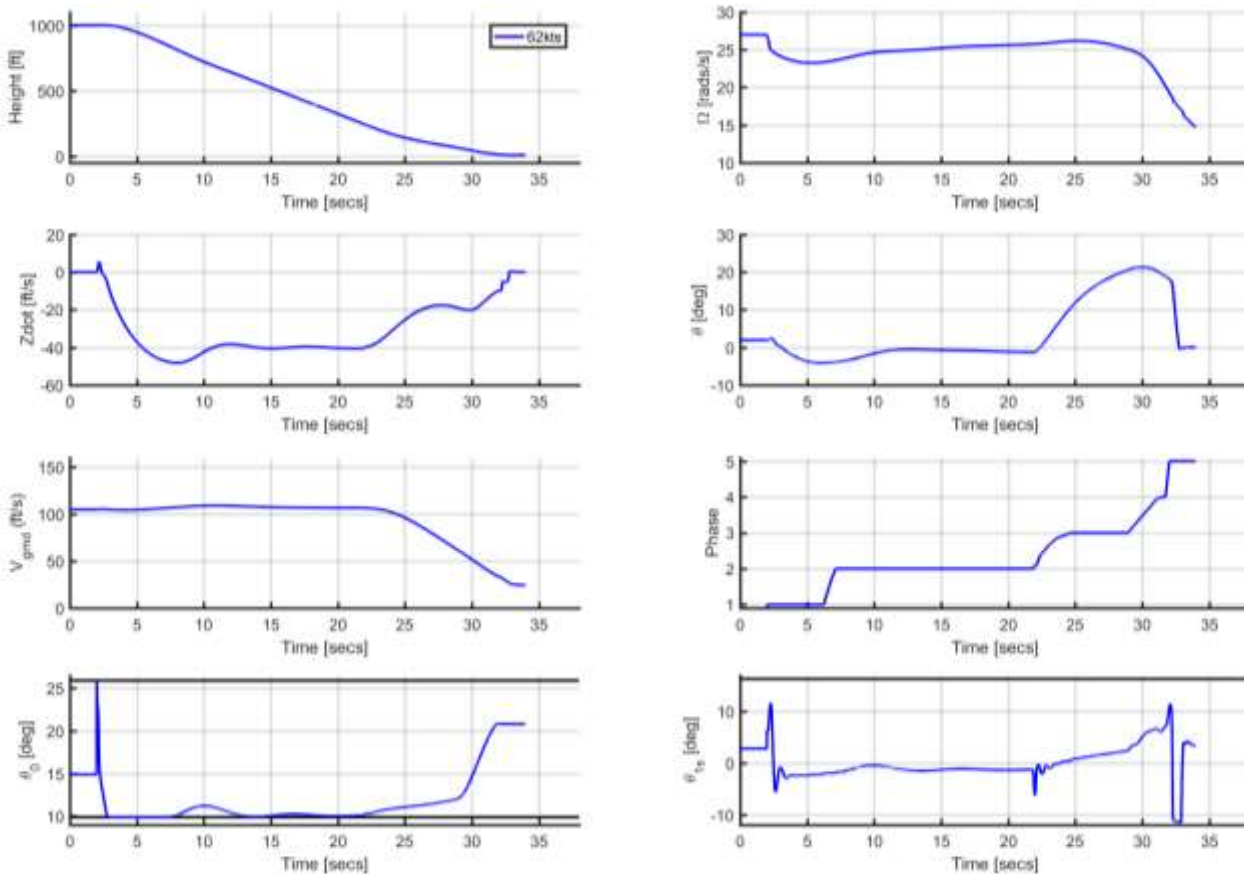 Height [ft]
1000
500
0
62kts
0 5 10 15 20 25 30 35
Time [secs]
Ω [rads/s]
30
25
20
15
10
0 5 10 15 20 25 30 35
Time [secs]
Zdot [ft/s]
20
0
-20
-40
-60
0 5 10 15 20 25 30 35
Time [secs]
θ [deg]
30
20
10
0
-10
0 5 10 15 20 25 30 35
Time [secs]
V_grnd (ft/s)
150
100
50
0
0 5 10 15 20 25 30 35
Time [secs]
Phase
5
4
3
2
1
0 5 10 15 20 25 30 35
Time [secs]
θ_0 [deg]
25
20
15
10
0 5 10 15 20 25 30 35
Time [secs]
θ_1s [deg]
10
0
-10
0 5 10 15 20 25 30 35
Time [secs]